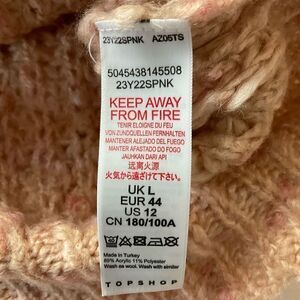 23Y22SPNK AZ05TS
5045438145508
23Y22SPNK
KEEP AWAY
FROM FIRE
TENIR ELOIGNE DU FEU
VON ZUNDQUELLEN FERNHALTEN
MANTENER ALEJADO DEL FUEGO
MANTER AFASTADO DO FOGO
JAUHKAN DARI API
远离火源
火気から遠ざけて下さい。
UK L
EUR 44
US 12
CN 180/100A
Made in Turkey
89% Acrylic 11% Polyester
Wash as wool. Wash with similar
TOPSHOP